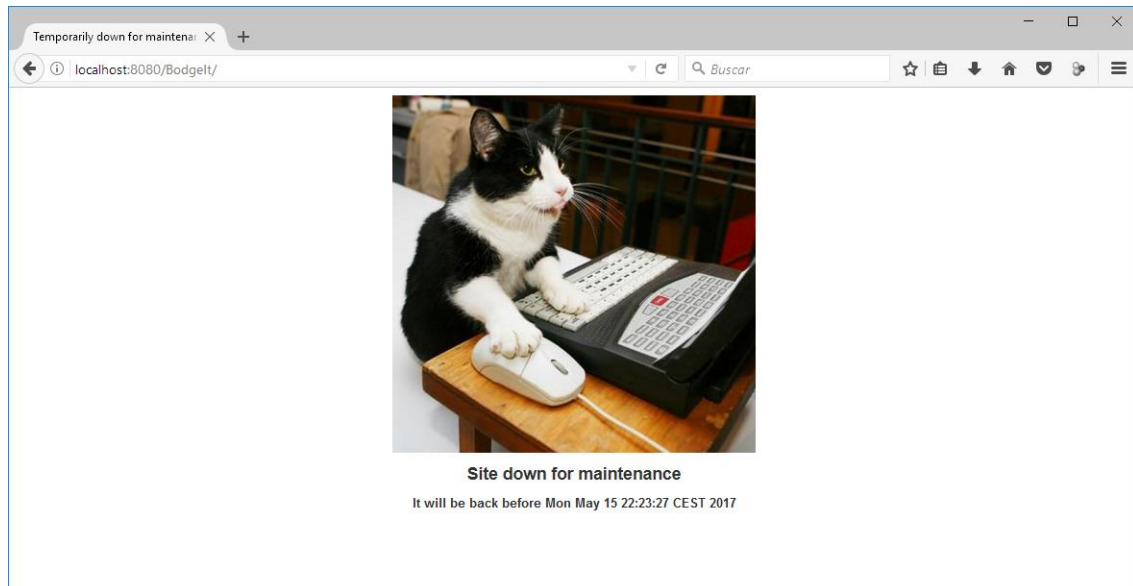 Temporarily down for maintenan
localhost:8080/BodgeIt/
Buscar
Site down for maintenance
It will be back before Mon May 15 22:23:27 CEST 2017